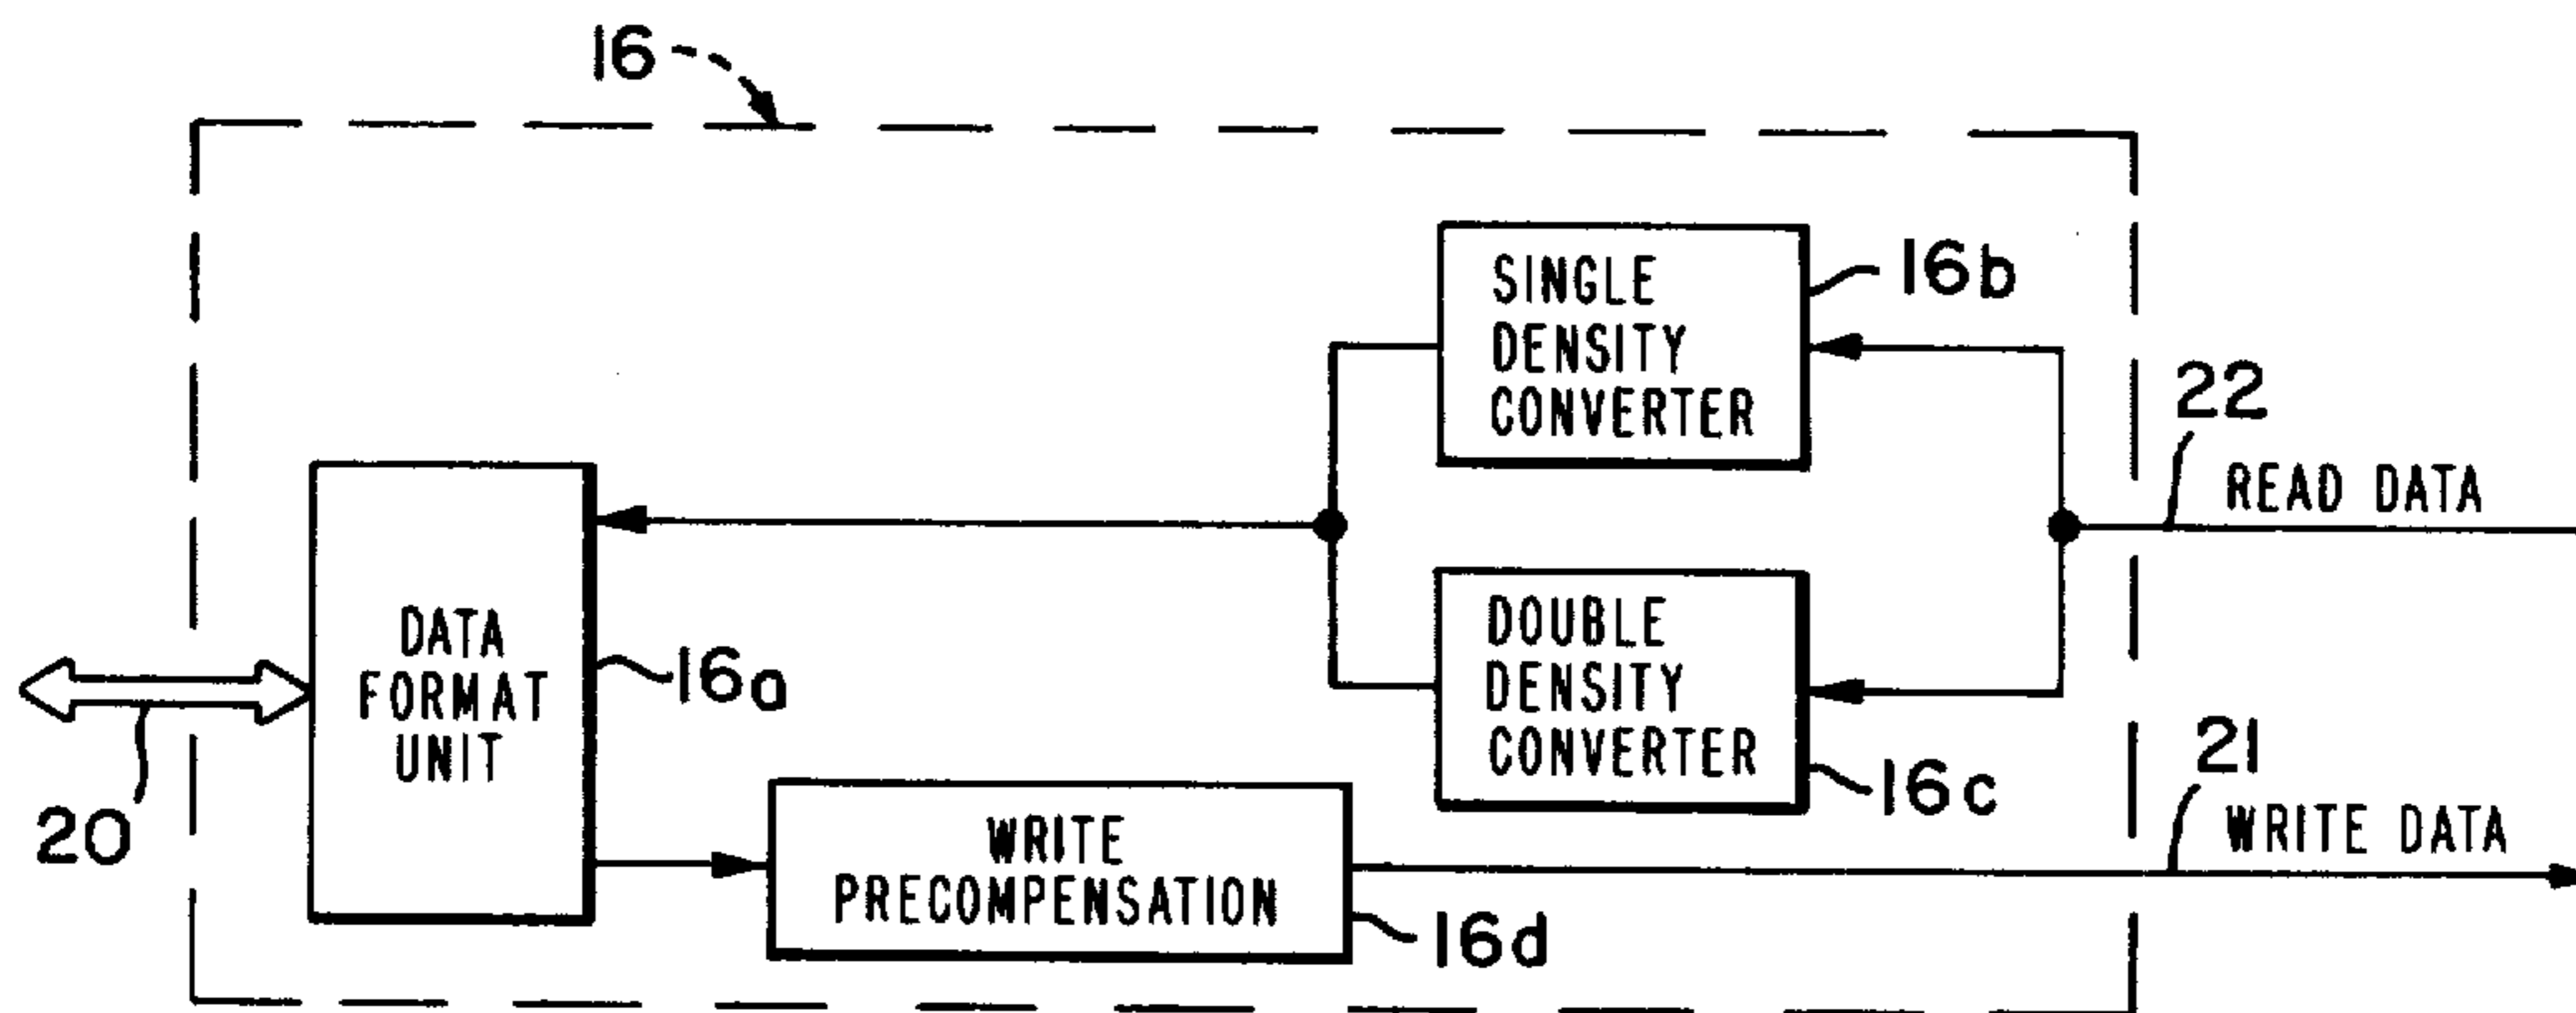 16
SINGLE
DENSITY
CONVERTER
16b
22
READ DATA
DATA
FORMAT
UNIT
16a
20
DOUBLE
DENSITY
CONVERTER
16c
21
WRITE DATA
WRITE
PRECOMPENSATION
16d